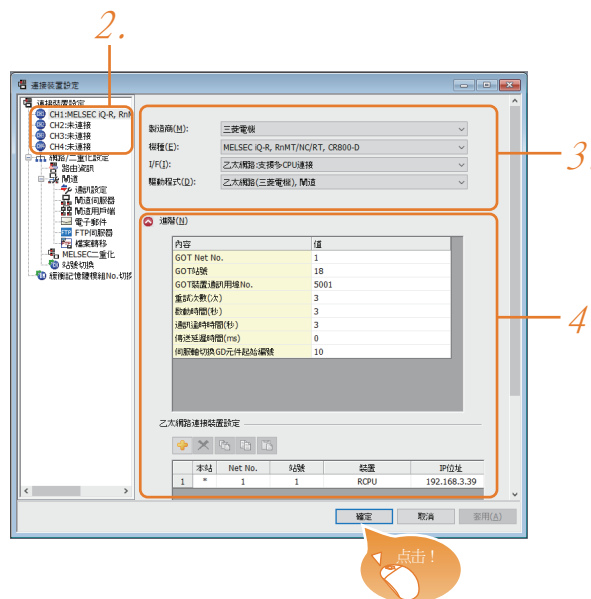 2.
連接裝置設定
連接裝置設定
CH1:MELSEC iQ-R, RnM
CH2:未連接
CH3:未連接
CH4:未連接
網路/二重化設定
路由資訊
閘道
通訊設定
閘道伺服器
閘道用戶端
電子郵件
FTP伺服器
檔案轉移
MELSEC二重化
站號切換
緩衝記憶體模組No.切換
製造商(M):
三菱電機
機種(E):
MELSEC iQ-R, RnMT/NC/RT, CR800-D
I/F(I):
乙太網路:支援多CPU連接
驅動程式(D):
乙太網路(三菱電機), 閘道
3.
進階(N)
內容 值
GOT Net No. 1
GOT站號 18
GOT裝置通訊用埠No. 5001
重試次數(次) 3
啟動時間(秒) 3
通訊逾時時間(秒) 3
傳送延遲時間(ms) 0
伺服軸切換GD元件起始編號 10
4
乙太網路連接裝置設定
本站 Net No. 站號 裝置 IP位址
1 * 1 1 RCPU 192.168.3.39
確定 取消 套用(A)
点击！